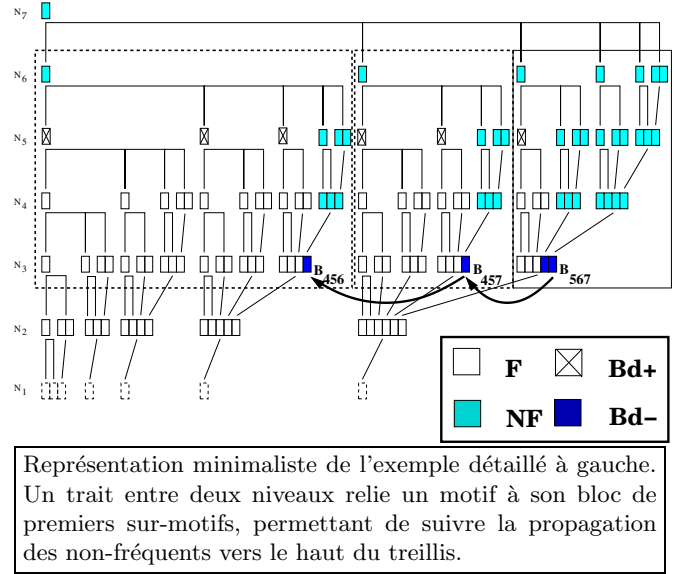 N7
N6
N5
N4
N3
B456
B457
B567
N2
N1
F Bd+
NF Bd−
Représentation minimaliste de l'exemple détaillé à gauche.
Un trait entre deux niveaux relie un motif à son bloc de
premiers sur-motifs, permettant de suivre la propagation
des non-fréquents vers le haut du treillis.